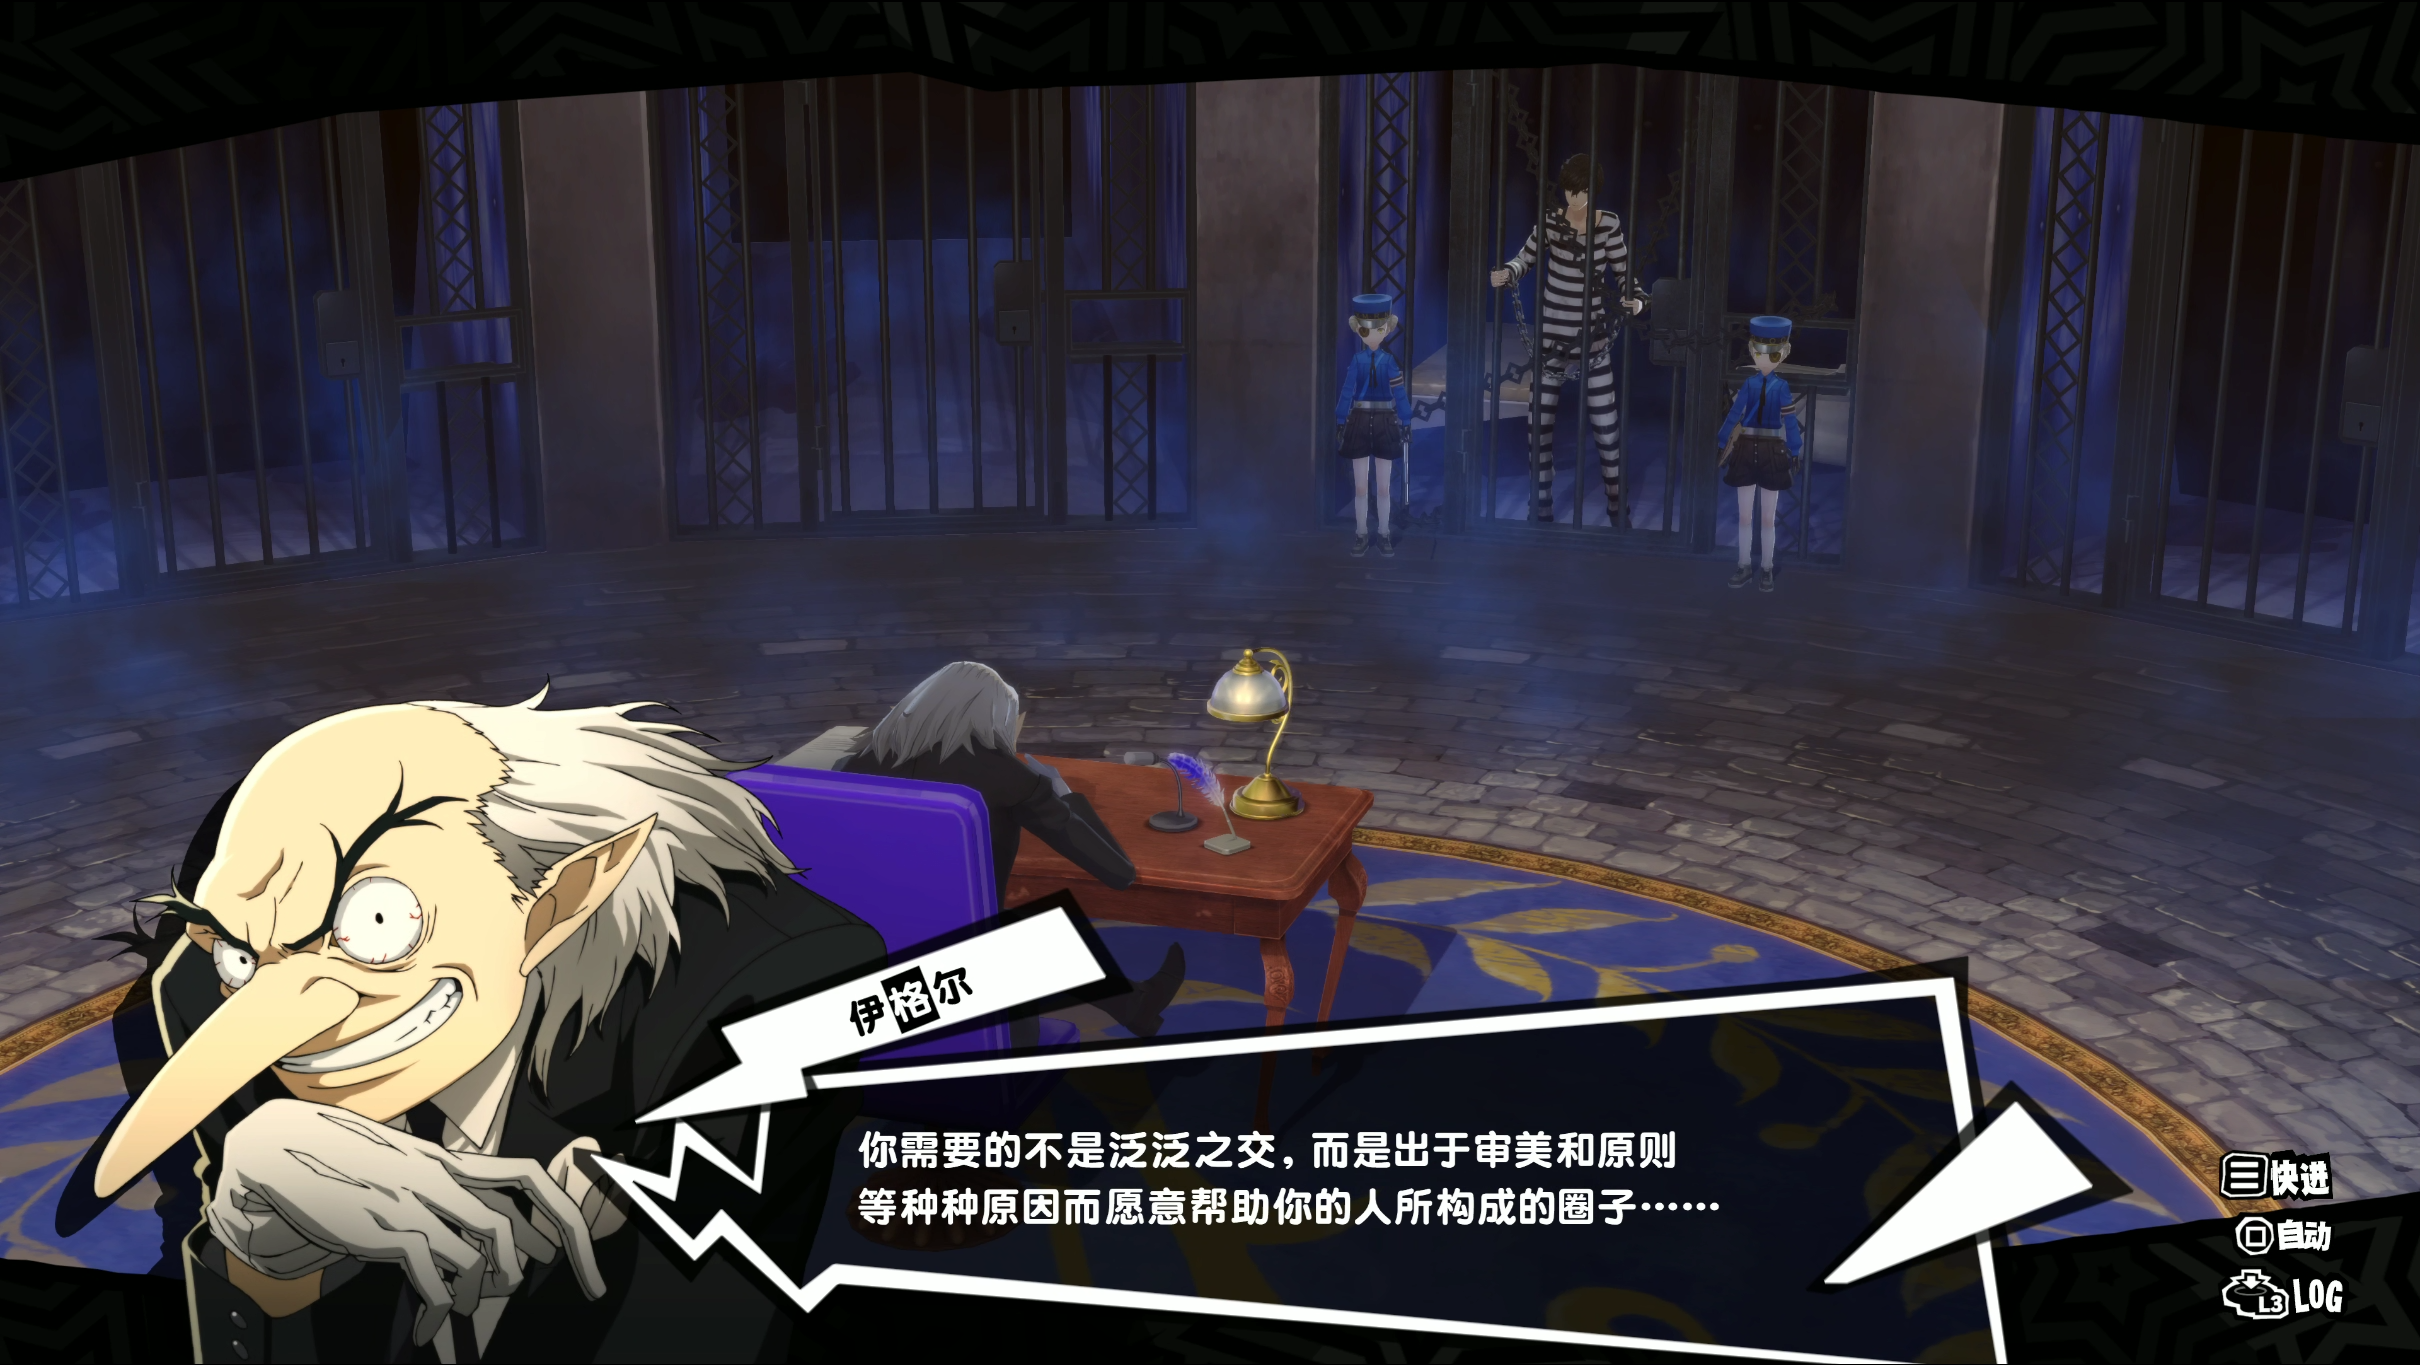 伊格尔
你需要的不是泛泛之交，而是出于审美和原则
等种种原因而愿意帮助你的人所构成的圈子……
快进
自动
L3 LOG